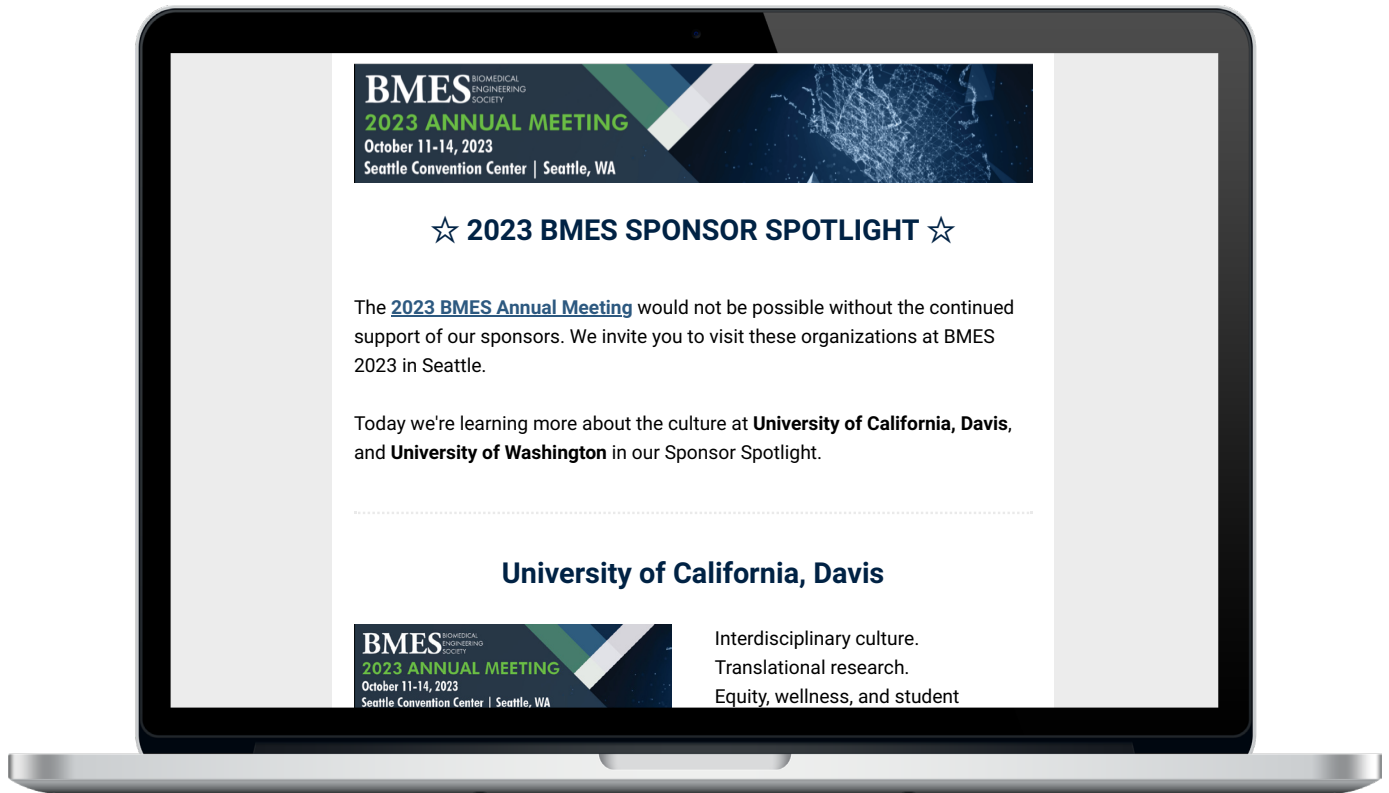 BMES BIOMEDICAL
ENGINEERING
SOCIETY
2023 ANNUAL MEETING
October 11-14, 2023
Seattle Convention Center | Seattle, WA
☆ 2023 BMES SPONSOR SPOTLIGHT ☆
The 2023 BMES Annual Meeting would not be possible without the continued
support of our sponsors. We invite you to visit these organizations at BMES
2023 in Seattle.
Today we're learning more about the culture at University of California, Davis,
and University of Washington in our Sponsor Spotlight.
University of California, Davis
BMES BIOMEDICAL
ENGINEERING
SOCIETY
2023 ANNUAL MEETING
October 11-14, 2023
Seattle Convention Center | Seattle, WA
Interdisciplinary culture.
Translational research.
Equity, wellness, and student